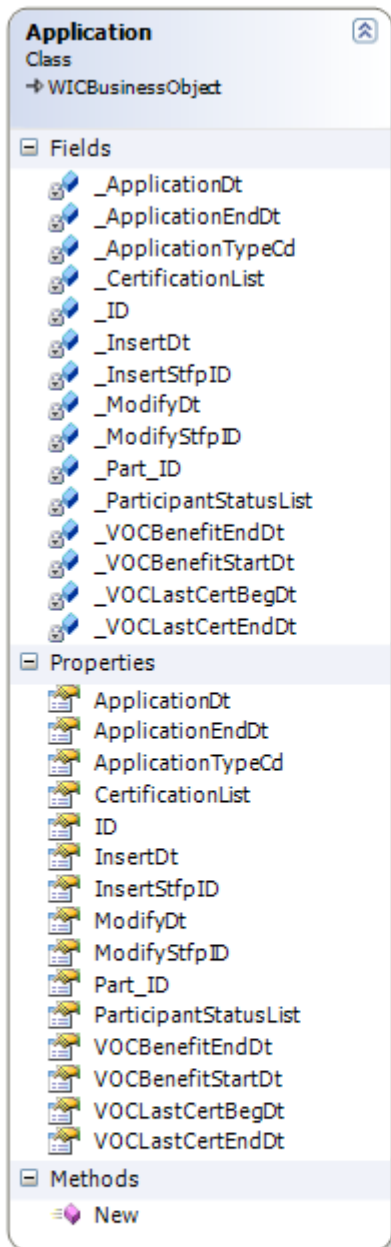 Application
Class
WICBusinessObject
Fields
_ApplicationDt
_ApplicationEndDt
_ApplicationTypeCd
_CertificationList
_ID
_InsertDt
_InsertStfpID
_ModifyDt
_ModifyStfpID
_Part_ID
_ParticipantStatusList
_VOCBenefitEndDt
_VOCBenefitStartDt
_VOCLastCertBegDt
_VOCLastCertEndDt
Properties
ApplicationDt
ApplicationEndDt
ApplicationTypeCd
CertificationList
ID
InsertDt
InsertStfpID
ModifyDt
ModifyStfpID
Part_ID
ParticipantStatusList
VOCBenefitEndDt
VOCBenefitStartDt
VOCLastCertBegDt
VOCLastCertEndDt
Methods
New